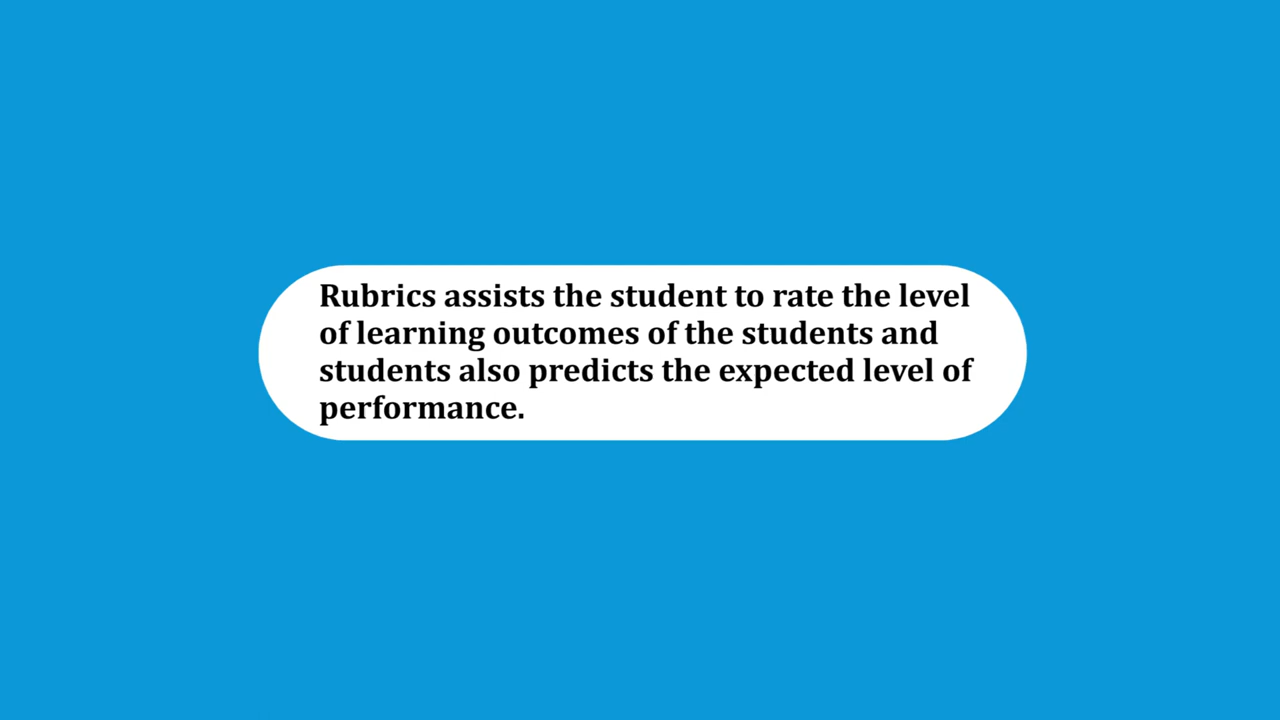 Rubrics assists the student to rate the level
of learning outcomes of the students and
students also predicts the expected level of
performance.